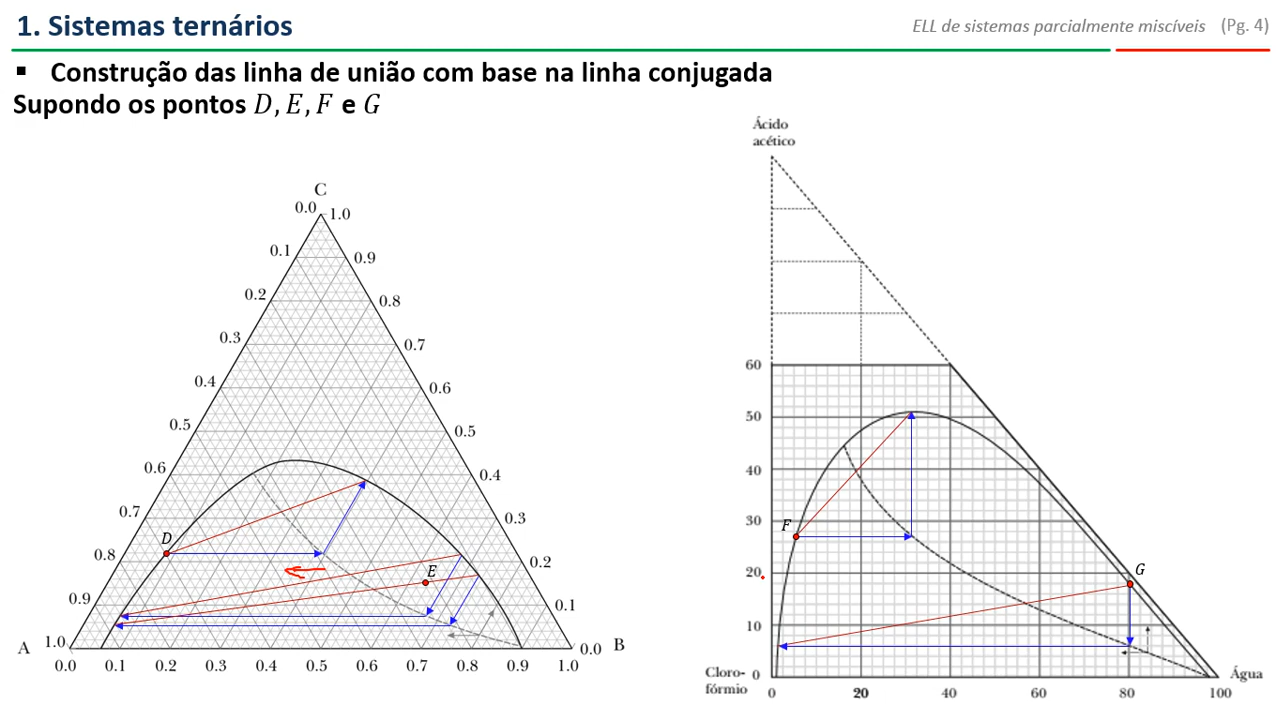 1. Sistemas ternários
ELL de sistemas parcialmente miscíveis (Pg. 4)
▪ Construção das linha de união com base na linha conjugada
Supondo os pontos D, E, F e G
C
0.0 1.0
0.1 0.9
0.2 0.8
0.3 0.7
0.4 0.6
0.5 0.5
0.6 0.4
0.7 0.3
D
0.8 0.2
E
0.9 0.1
A 1.0 0.0 B
0.0 0.1 0.2 0.3 0.4 0.5 0.6 0.7 0.8 0.9 1.0
Ácido
acético
60
50
40
30
F
20
G
10
Cloro-
fórmio
0
Água
0 20 40 60 80 100